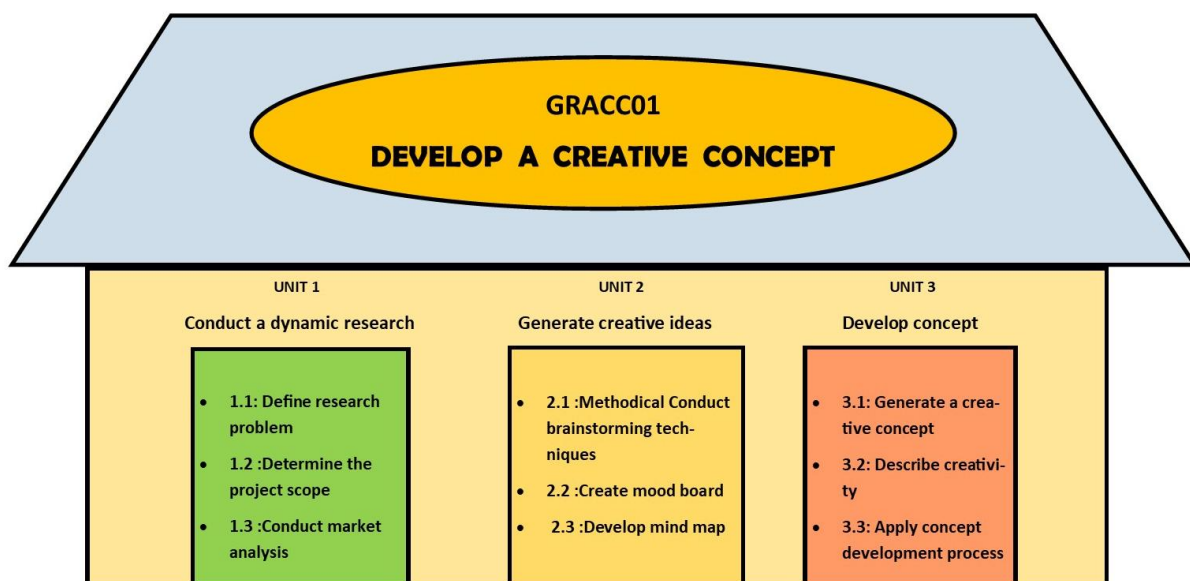 GRACC01
DEVELOP A CREATIVE CONCEPT
UNIT 1
Conduct a dynamic research
• 1.1: Define research
problem
• 1.2 :Determine the
project scope
• 1.3 :Conduct market
analysis
UNIT 2
Generate creative ideas
• 2.1 :Methodical Conduct
brainstorming tech-
niques
• 2.2 :Create mood board
• 2.3 :Develop mind map
UNIT 3
Develop concept
• 3.1: Generate a crea-
tive concept
• 3.2: Describe creativi-
ty
• 3.3: Apply concept
development process